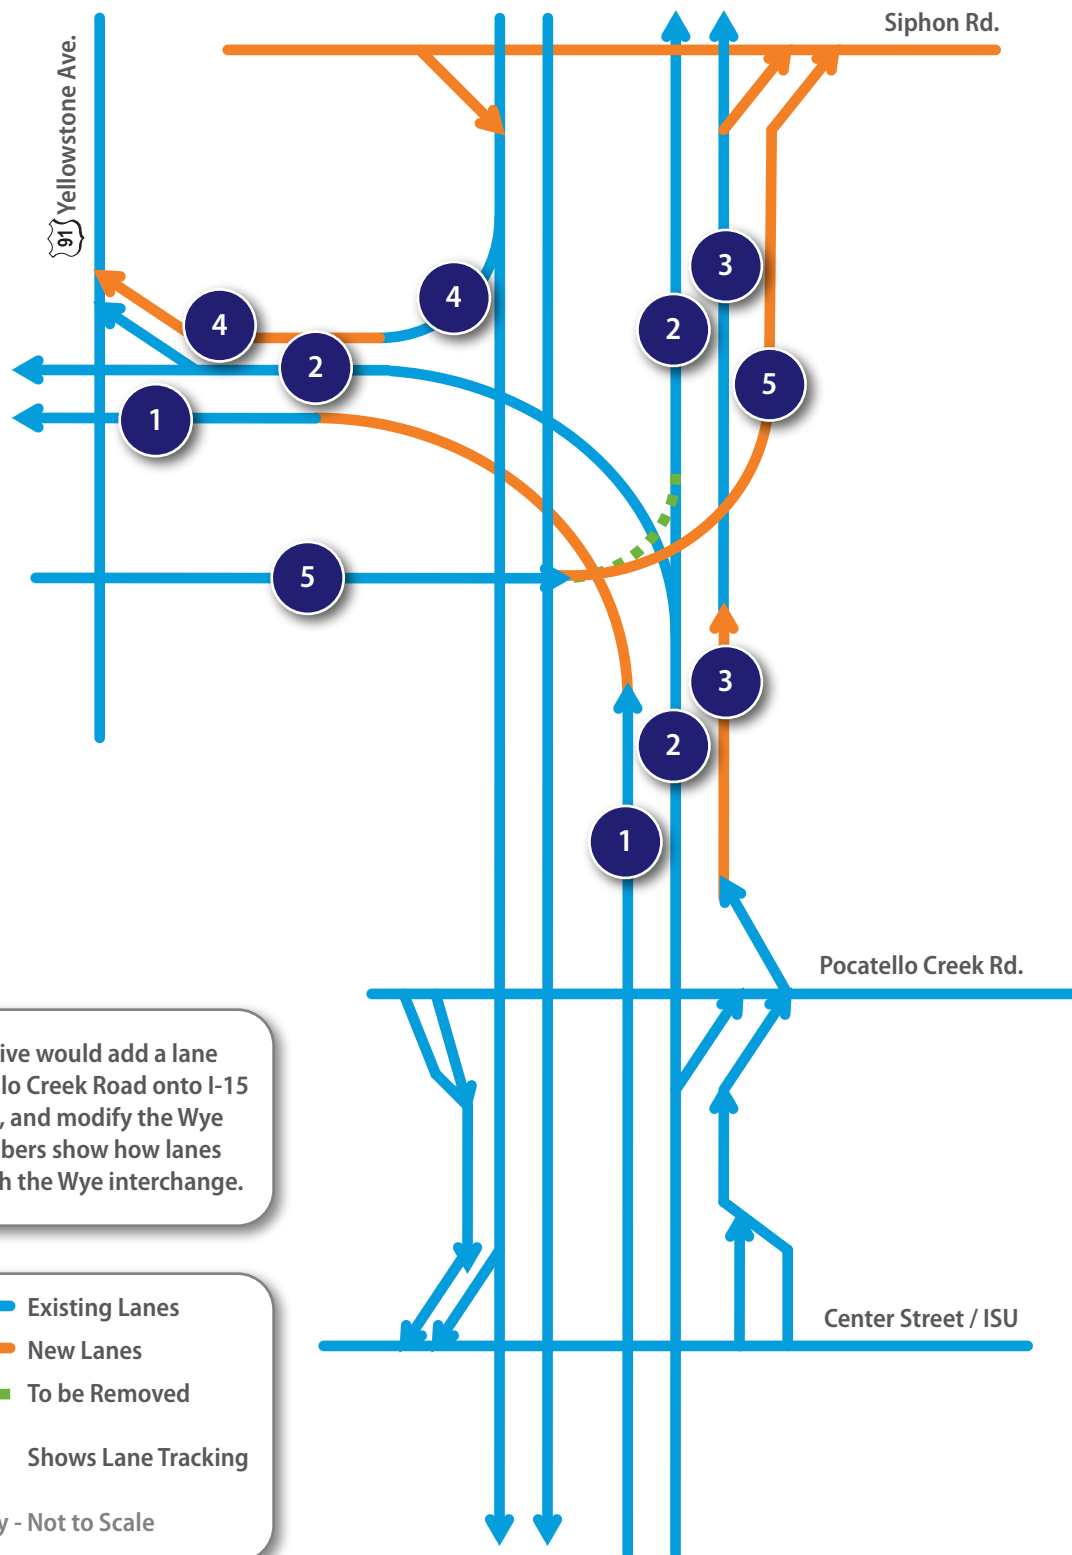 Siphon Rd.
Yellowstone Ave.
91
3
4
4
2
2
5
1
5
3
2
1
Pocatello Creek Rd.
ive would add a lane
lo Creek Road onto I-15
, and modify the Wye
bers show how lanes
h the Wye interchange.
Existing Lanes
New Lanes
To be Removed
Shows Lane Tracking
y - Not to Scale
Center Street / ISU